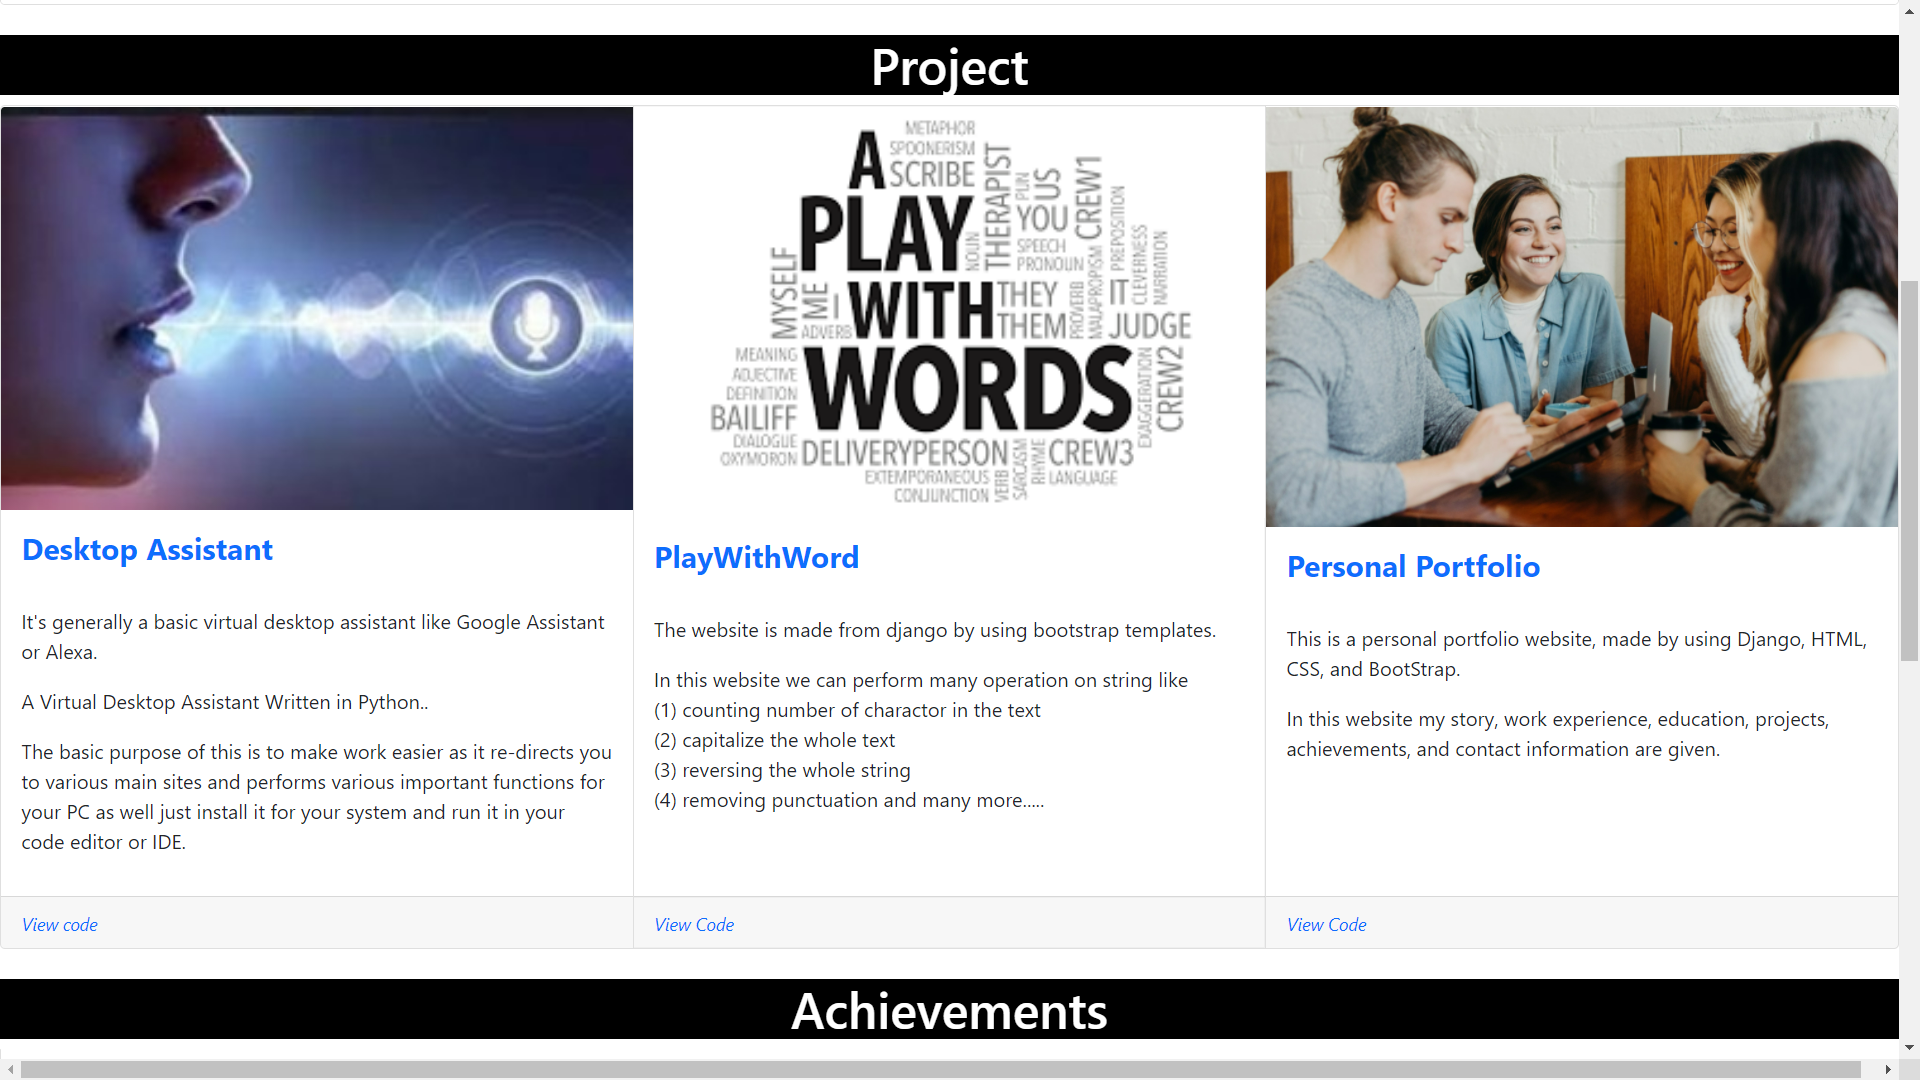 Project
METAPHOR
SPOONERISM
A SCRIBE
THERAPIST
PUN
US
CREW1
PLAY
NOUN
YOU
SPEECH
PRONOUN
PREPOSITION
MYSELF
ME
I
ADVERB
WITH
THEY
THEM
PROVERB
MALAPROPISM
IT
CLEVERNESS
NARRATION
JUDGE
MEANING
ADJECTIVE
DEFINITION
BAILIFF
DIALOGUE
OXYMORON
WORDS
EXAGGERATION
CREW2
DELIVERYPERSON
SARCASM
RHYME
CREW3
EXTEMPORANEOUS
VERB
LANGUAGE
CONJUNCTION
Desktop Assistant
It's generally a basic virtual desktop assistant like Google Assistant
or Alexa.
A Virtual Desktop Assistant Written in Python..
The basic purpose of this is to make work easier as it re-directs you
to various main sites and performs various important functions for
your PC as well just install it for your system and run it in your
code editor or IDE.
View code
PlayWithWord
The website is made from django by using bootstrap templates.
In this website we can perform many operation on string like
(1) counting number of charactor in the text
(2) capitalize the whole text
(3) reversing the whole string
(4) removing punctuation and many more.....
View Code
Personal Portfolio
This is a personal portfolio website, made by using Django, HTML,
CSS, and BootStrap.
In this website my story, work experience, education, projects,
achievements, and contact information are given.
View Code
Achievements